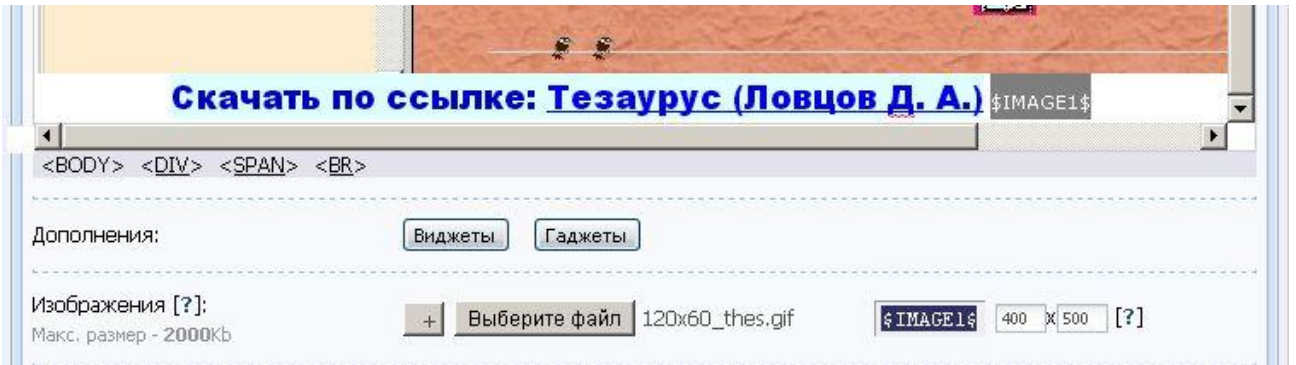 Скачать по ссылке: Тезаурус (Ловцов Д. А.) $IMAGE1$
<BODY> <DIV> <SPAN> <BR>
Дополнения: Виджеты Гаджеты
Изображения [?]: + Выберите файл 120x60_thes.gif $IMAGE1$ 400 x 500 [?]
Макс. размер - 2000Kb